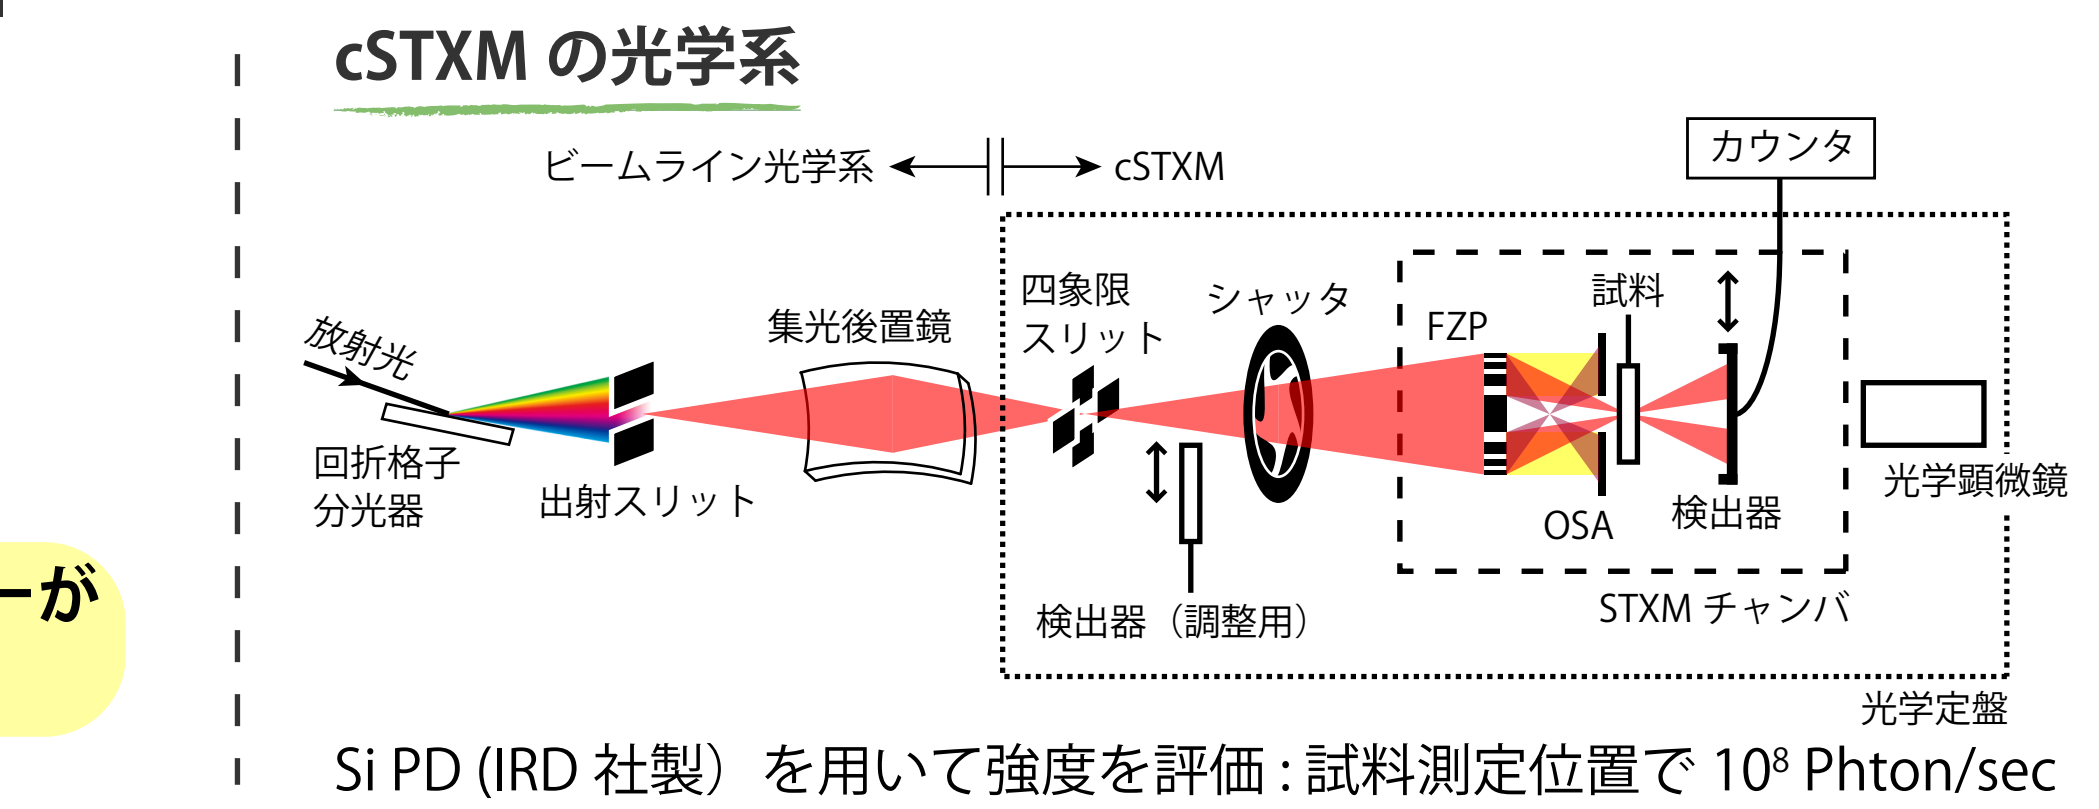 cSTXM の光学系
ビームライン光学系
cSTXM
カウンタ
放射光
回折格子
分光器
出射スリット
集光後置鏡
四象限
スリット
シャッタ
検出器（調整用）
FZP
試料
OSA
検出器
STXM チャンバ
光学顕微鏡
光学定盤
ーが
Si PD (IRD 社製）を用いて強度を評価 : 試料測定位置で 10⁸ Phton/sec